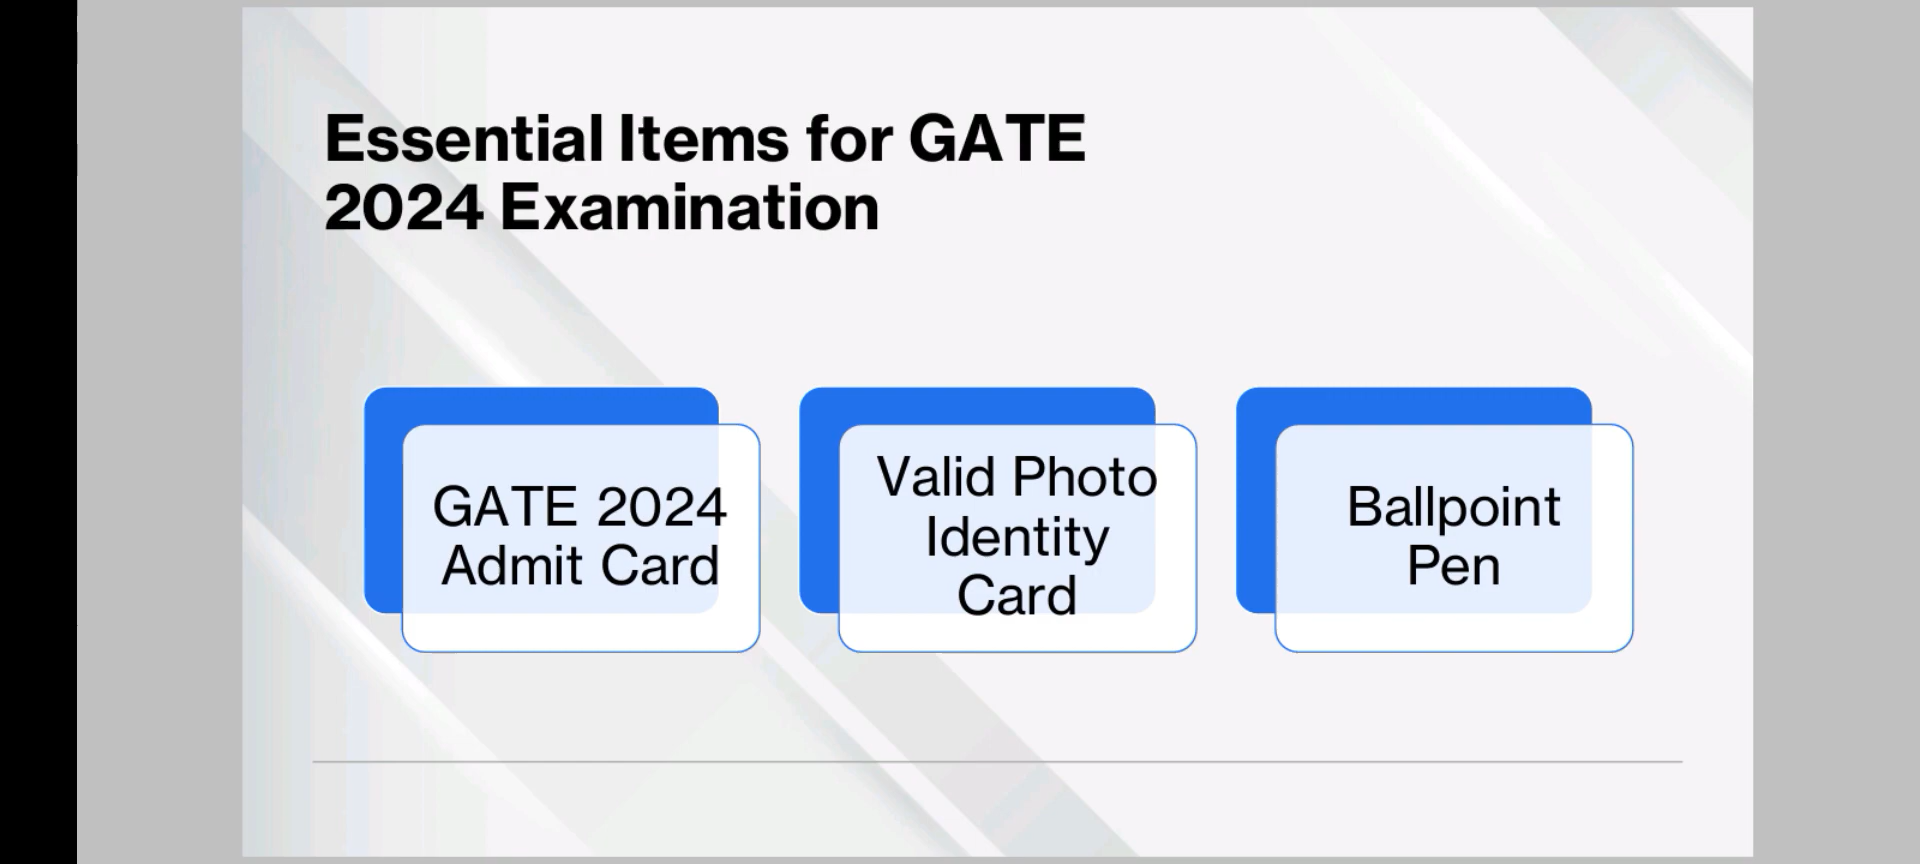 Essential Items for GATE
2024 Examination
GATE 2024
Admit Card
Valid Photo
Identity
Card
Ballpoint
Pen